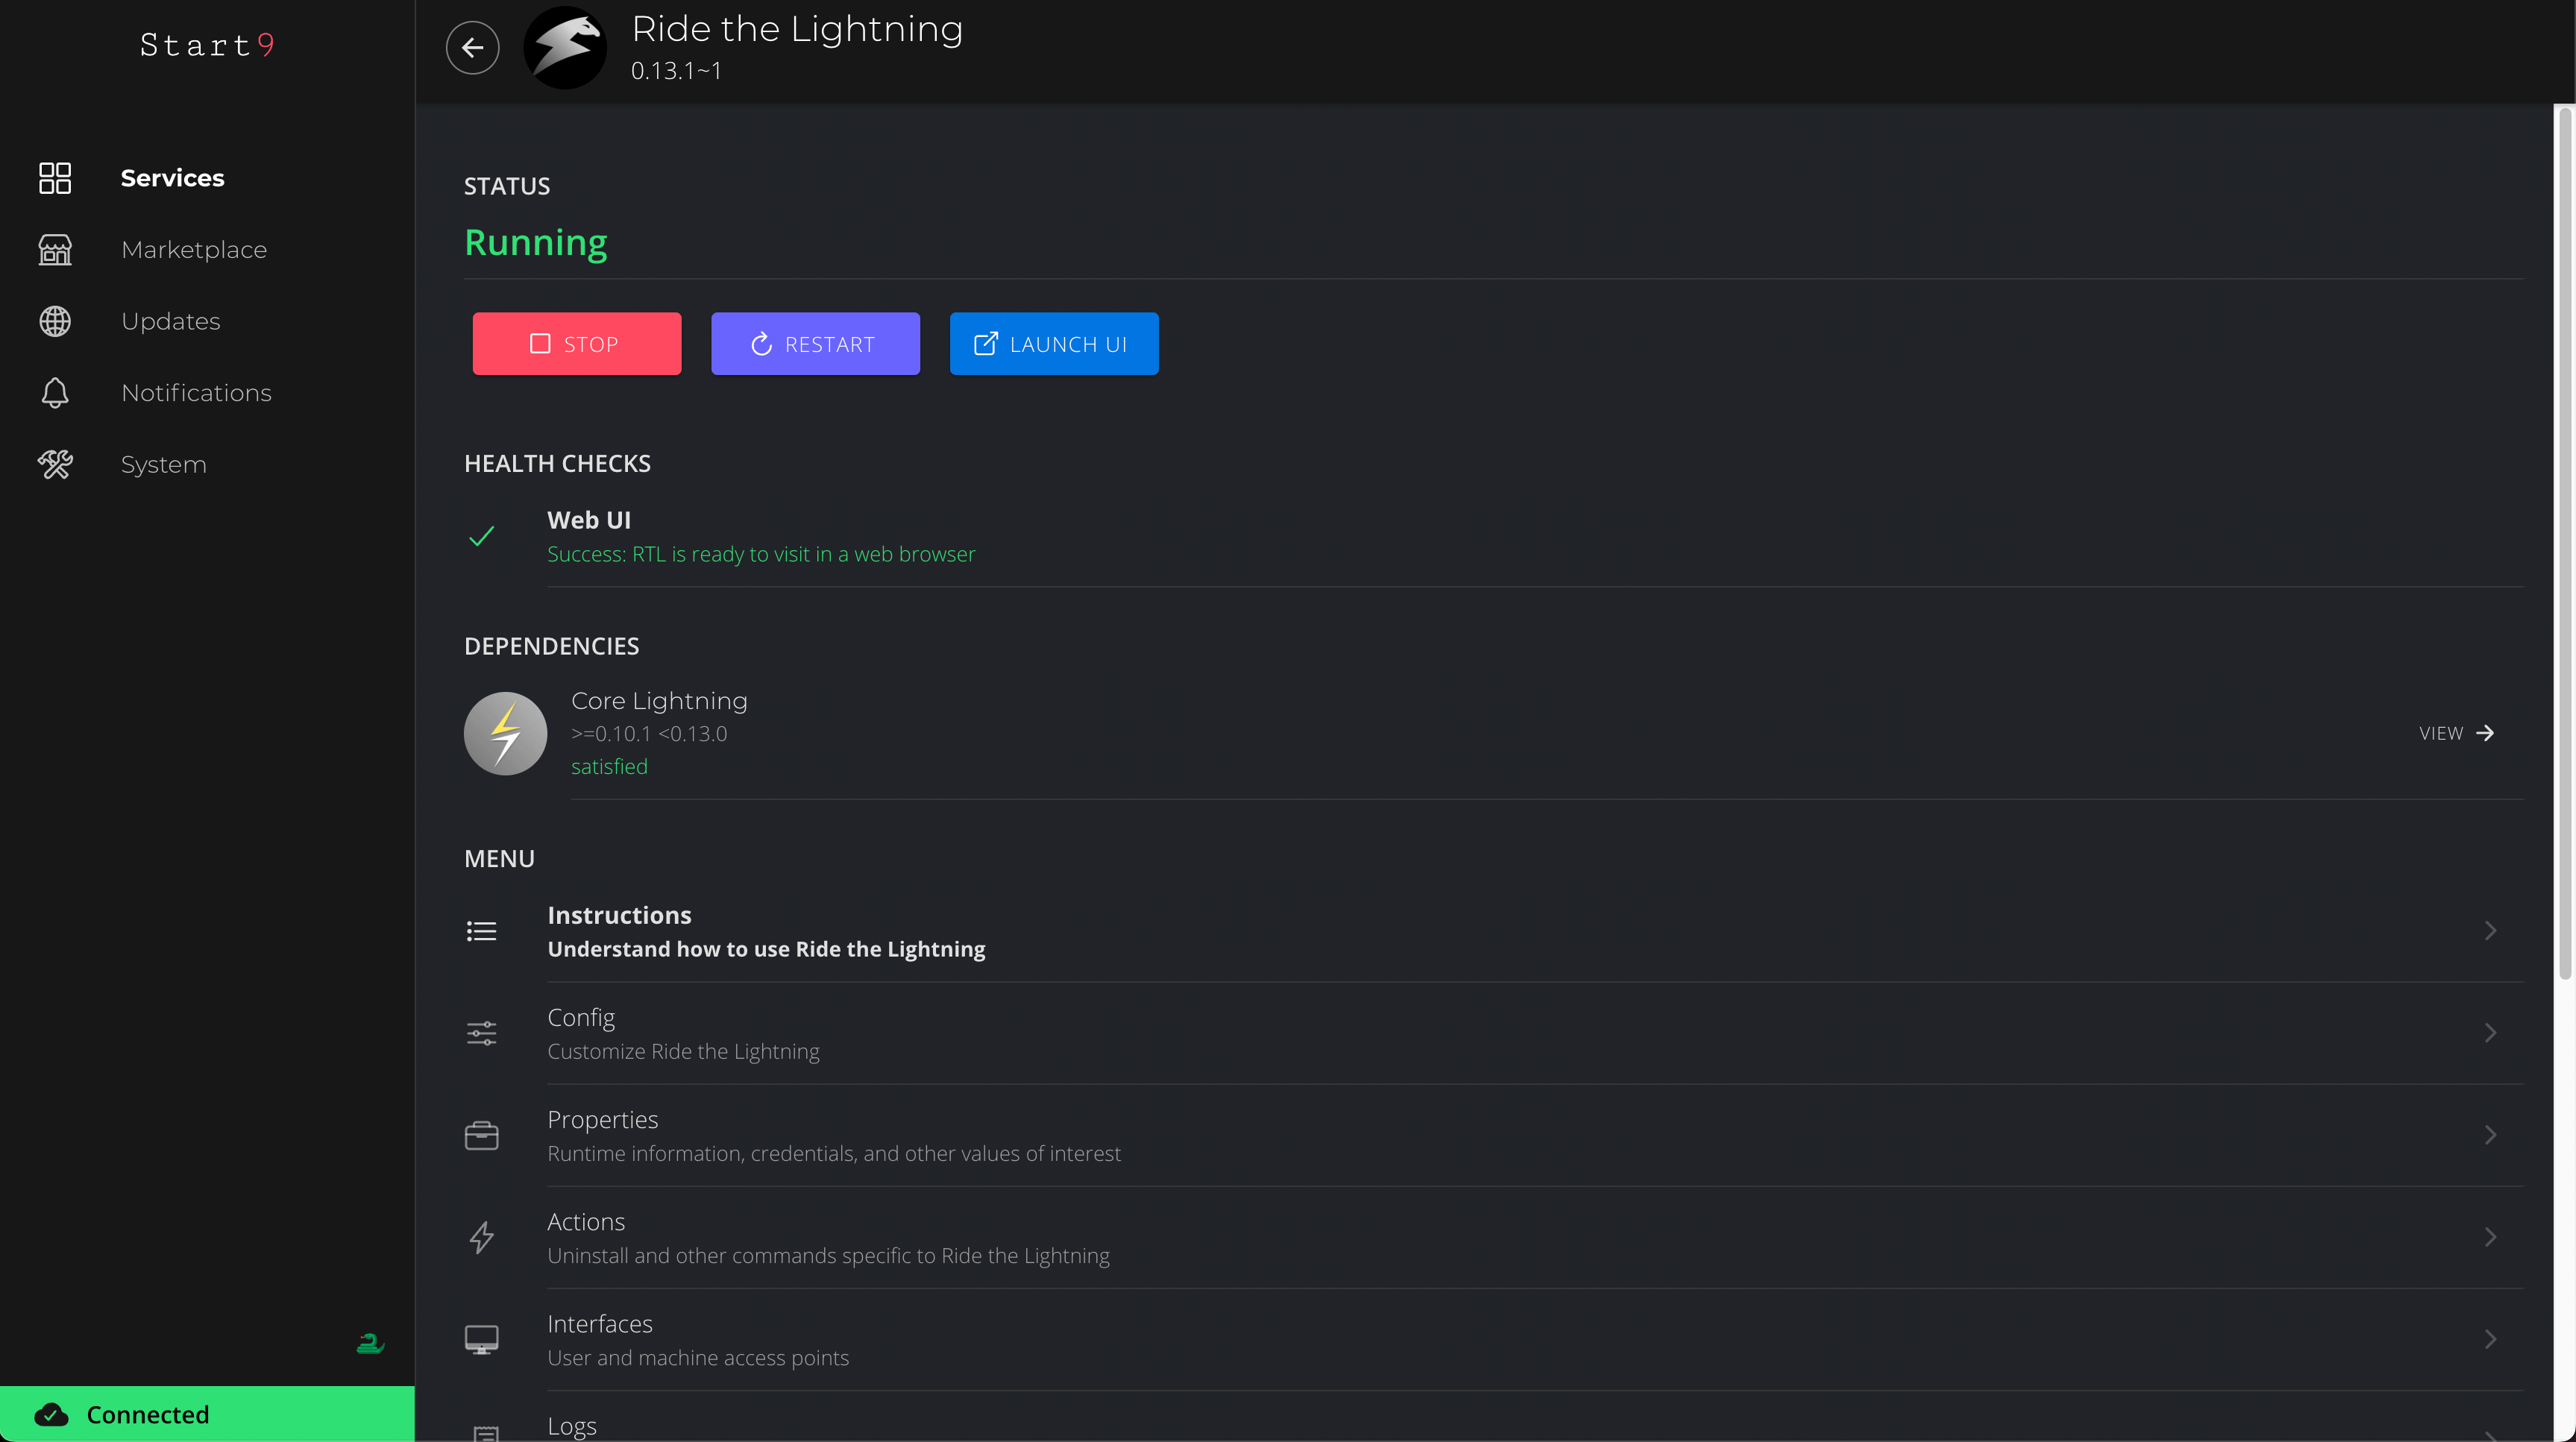 Start9
Services
Marketplace
Updates
Notifications
System
Connected
Ride the Lightning
0.13.1~1
STATUS
Running
STOP
RESTART
LAUNCH UI
HEALTH CHECKS
Web UI
Success: RTL is ready to visit in a web browser
DEPENDENCIES
Core Lightning
>=0.10.1 <0.13.0
satisfied
VIEW
MENU
Instructions
Understand how to use Ride the Lightning
Config
Customize Ride the Lightning
Properties
Runtime information, credentials, and other values of interest
Actions
Uninstall and other commands specific to Ride the Lightning
Interfaces
User and machine access points
Logs